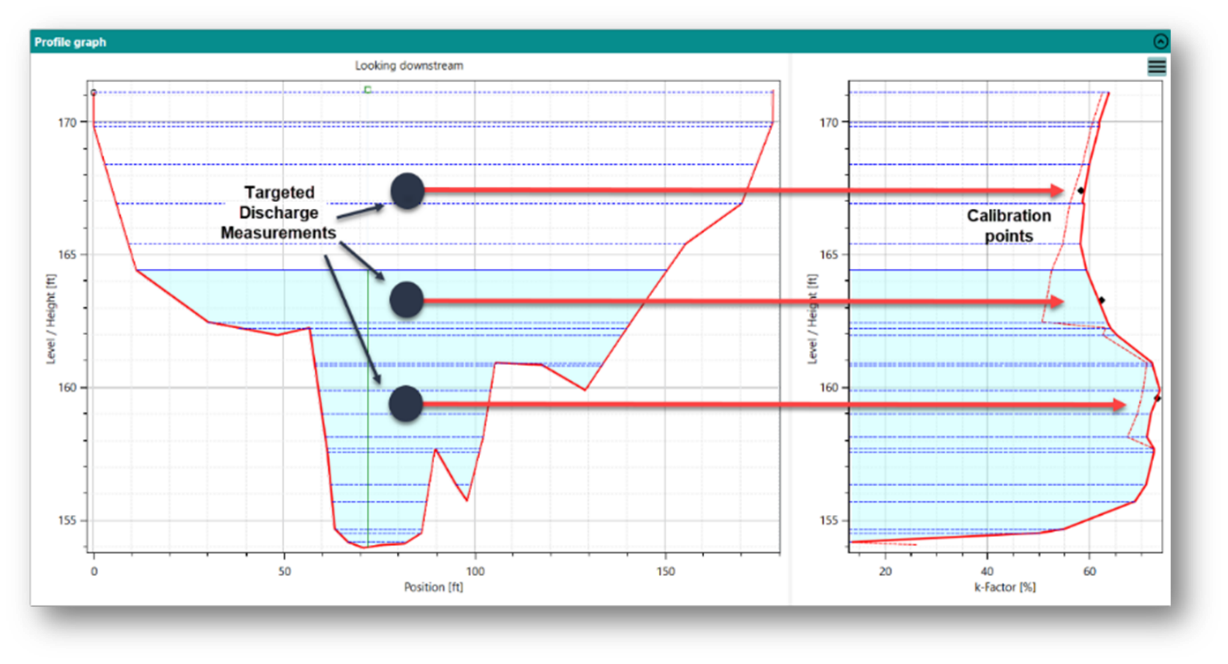 Profile graph
Looking downstream
170
165
160
155
Level / Height [ft]
0
50
100
150
Position [ft]
Targeted
Discharge
Measurements
170
165
160
155
Level / Height [ft]
20
40
60
k-Factor [%]
Calibration
points